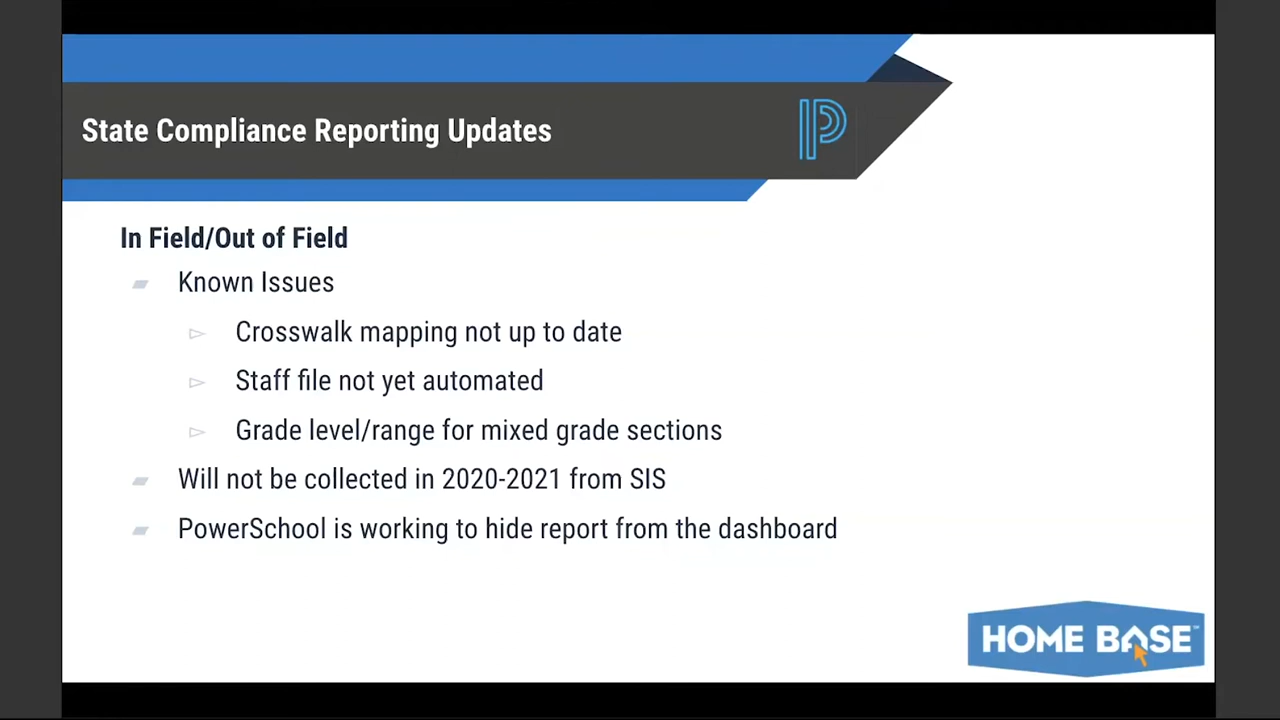 State Compliance Reporting Updates
In Field/Out of Field
Known Issues
Crosswalk mapping not up to date
Staff file not yet automated
Grade level/range for mixed grade sections
Will not be collected in 2020-2021 from SIS
PowerSchool is working to hide report from the dashboard
HOME BASE